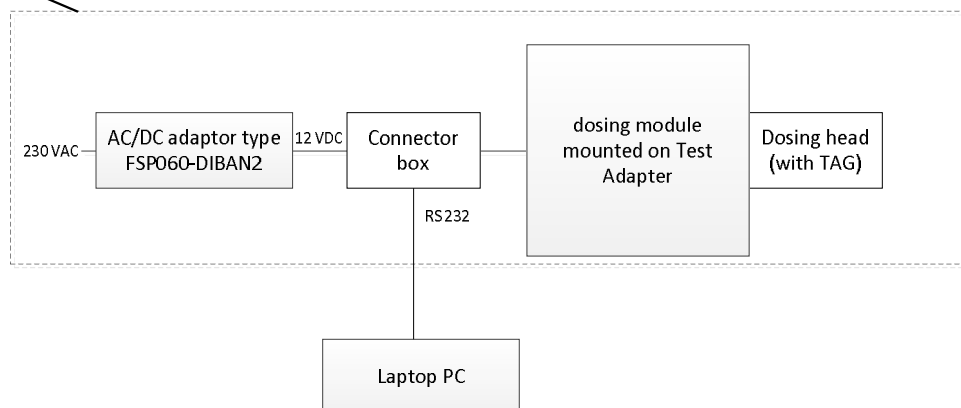 230 VAC
AC/DC adaptor type
FSP060-DIBAN2
12 VDC
Connector
box
dosing module
mounted on Test
Adapter
Dosing head
(with TAG)
RS232
Laptop PC